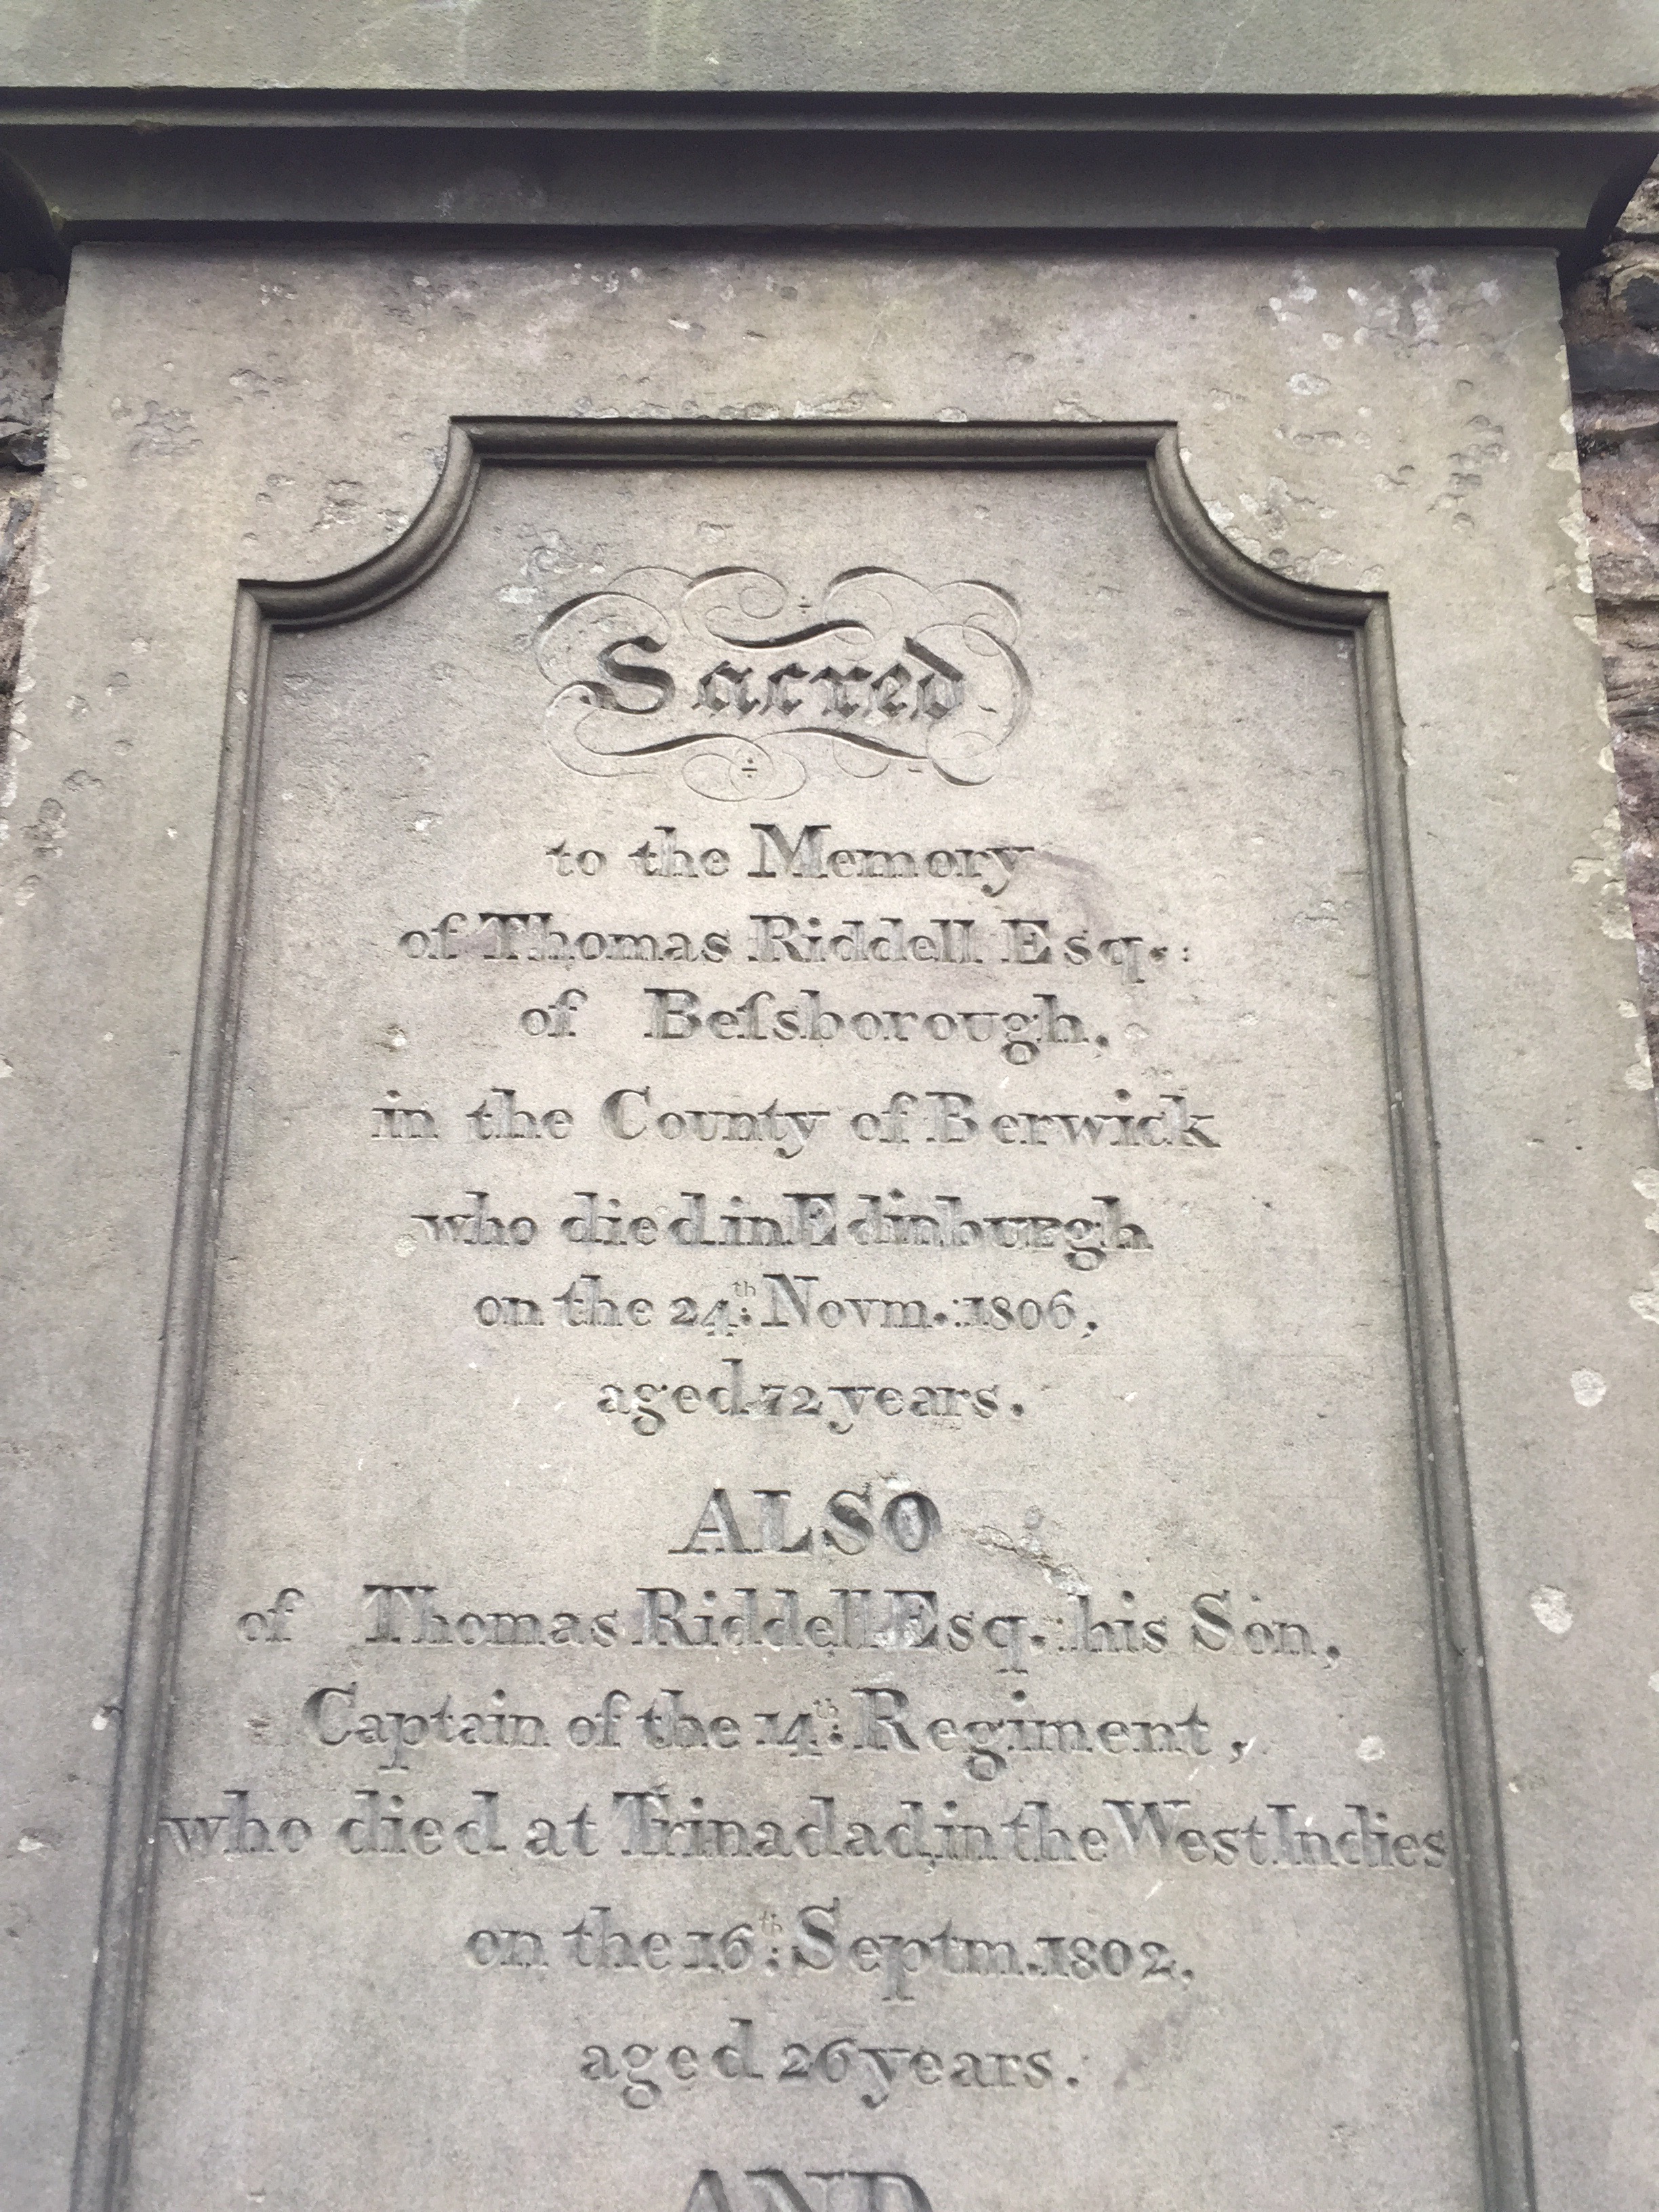 Sacred
to the Memory
of Thomas Riddell Esq.:
of Beſsborough,
in the County of Berwick
who died in Edinburgh
on the 24th: Novm.: 1806,
aged 72 years.
ALSO
of Thomas Riddell Esq.: his Son,
Captain of the 14th: Regiment,
who died at Trinadad, in the West Indies
on the 16th: Septm. 1802,
aged 26 years.
AND